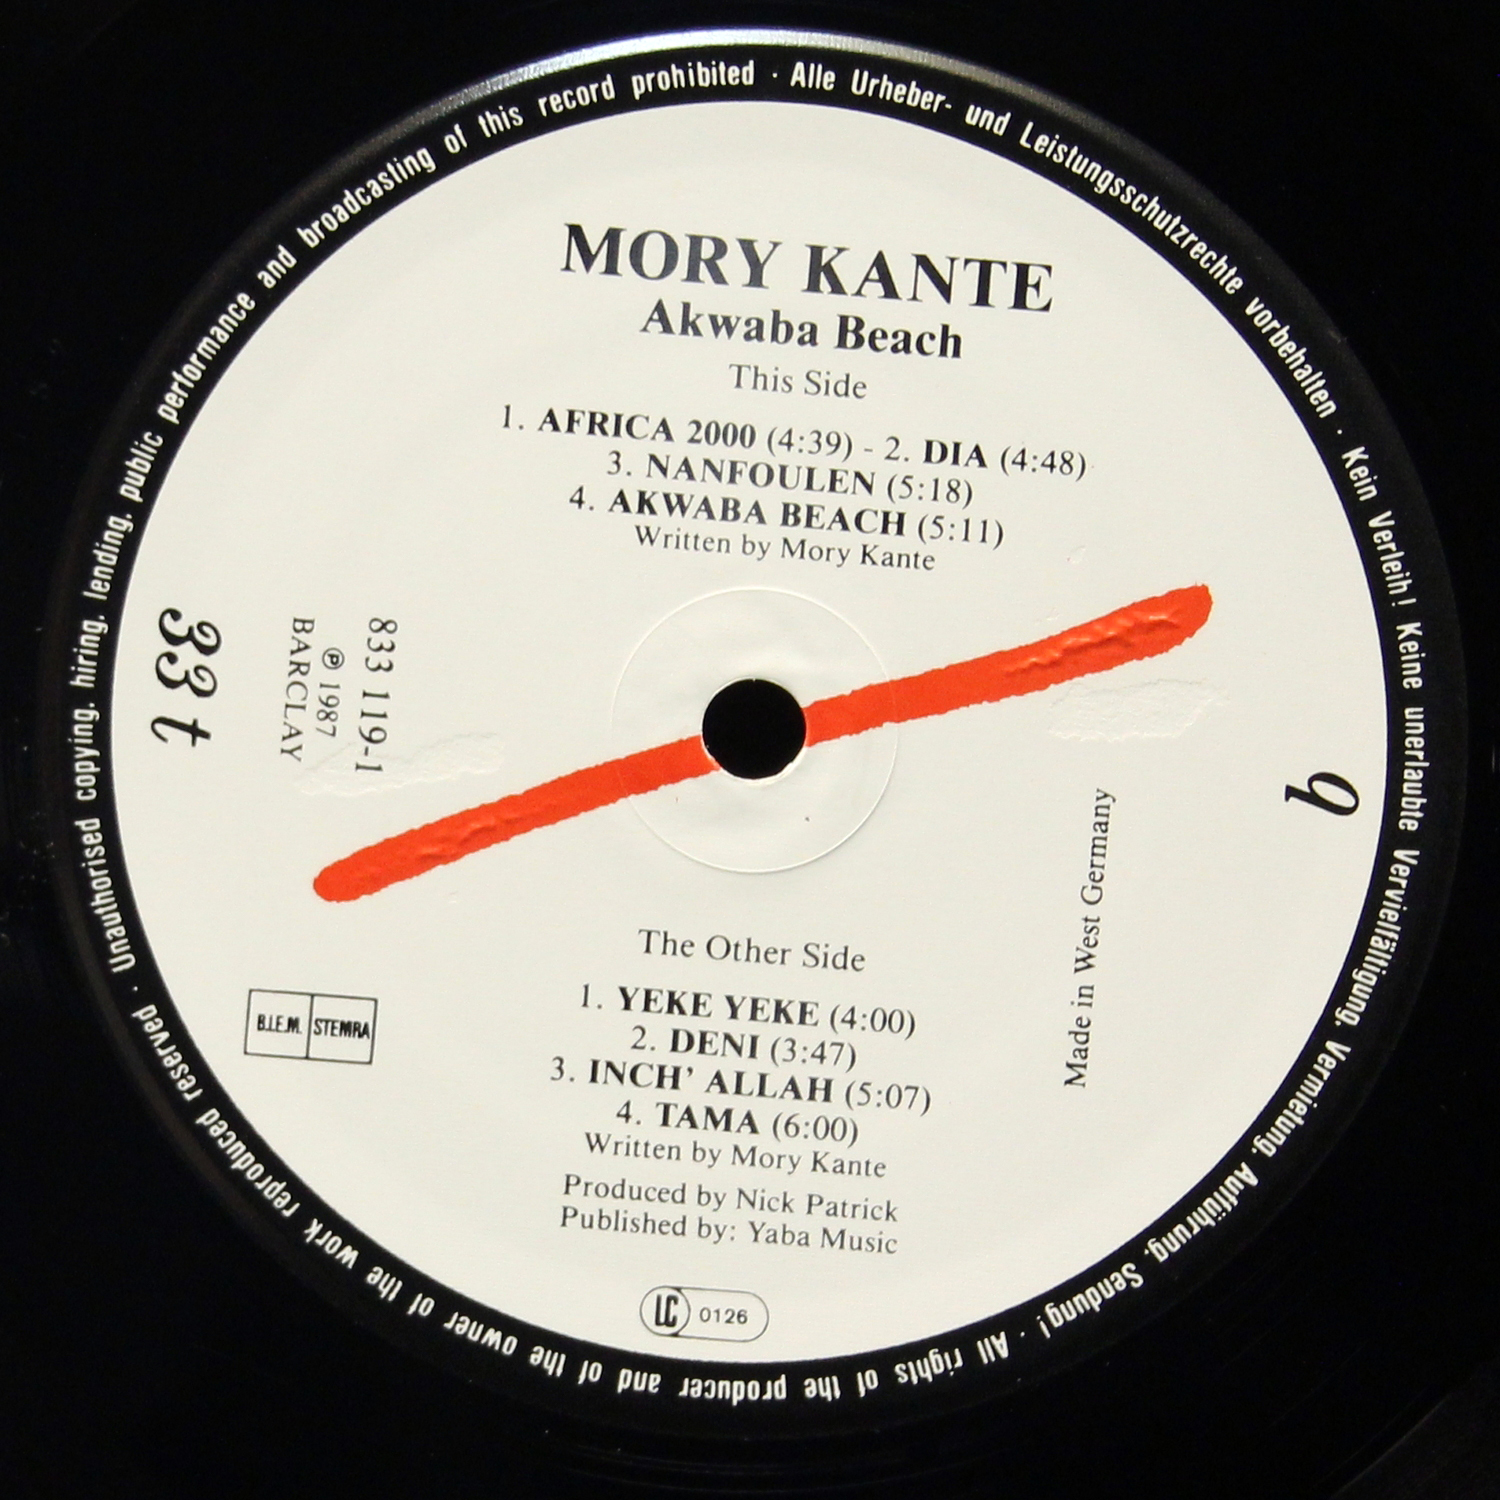 MORY KANTE
Akwaba Beach
This Side
1. AFRICA 2000 (4:39) - 2. DIA (4:48)
3. NANFOULEN (5:18)
4. AKWABA BEACH (5:11)
Written by Mory Kante
33 t
833 119-1
℗ 1987
BARCLAY
Made in West Germany
The Other Side
1. YEKE YEKE (4:00)
2. DENI (3:47)
3. INCH' ALLAH (5:07)
4. TAMA (6:00)
Written by Mory Kante
Produced by Nick Patrick
Published by: Yaba Music
B.I.E.M. STEMRA
LC 0126
Alle Urheber- und Leistungsschutzrechte vorbehalten · Kein Verleih! Keine unerlaubte Vervielfältigung, Vermietung, Aufführung, Sendung! · All rights of the producer and of the owner of the work reproduced reserved · Unauthorised copying, hiring, lending, public performance and broadcasting of this record prohibited ·